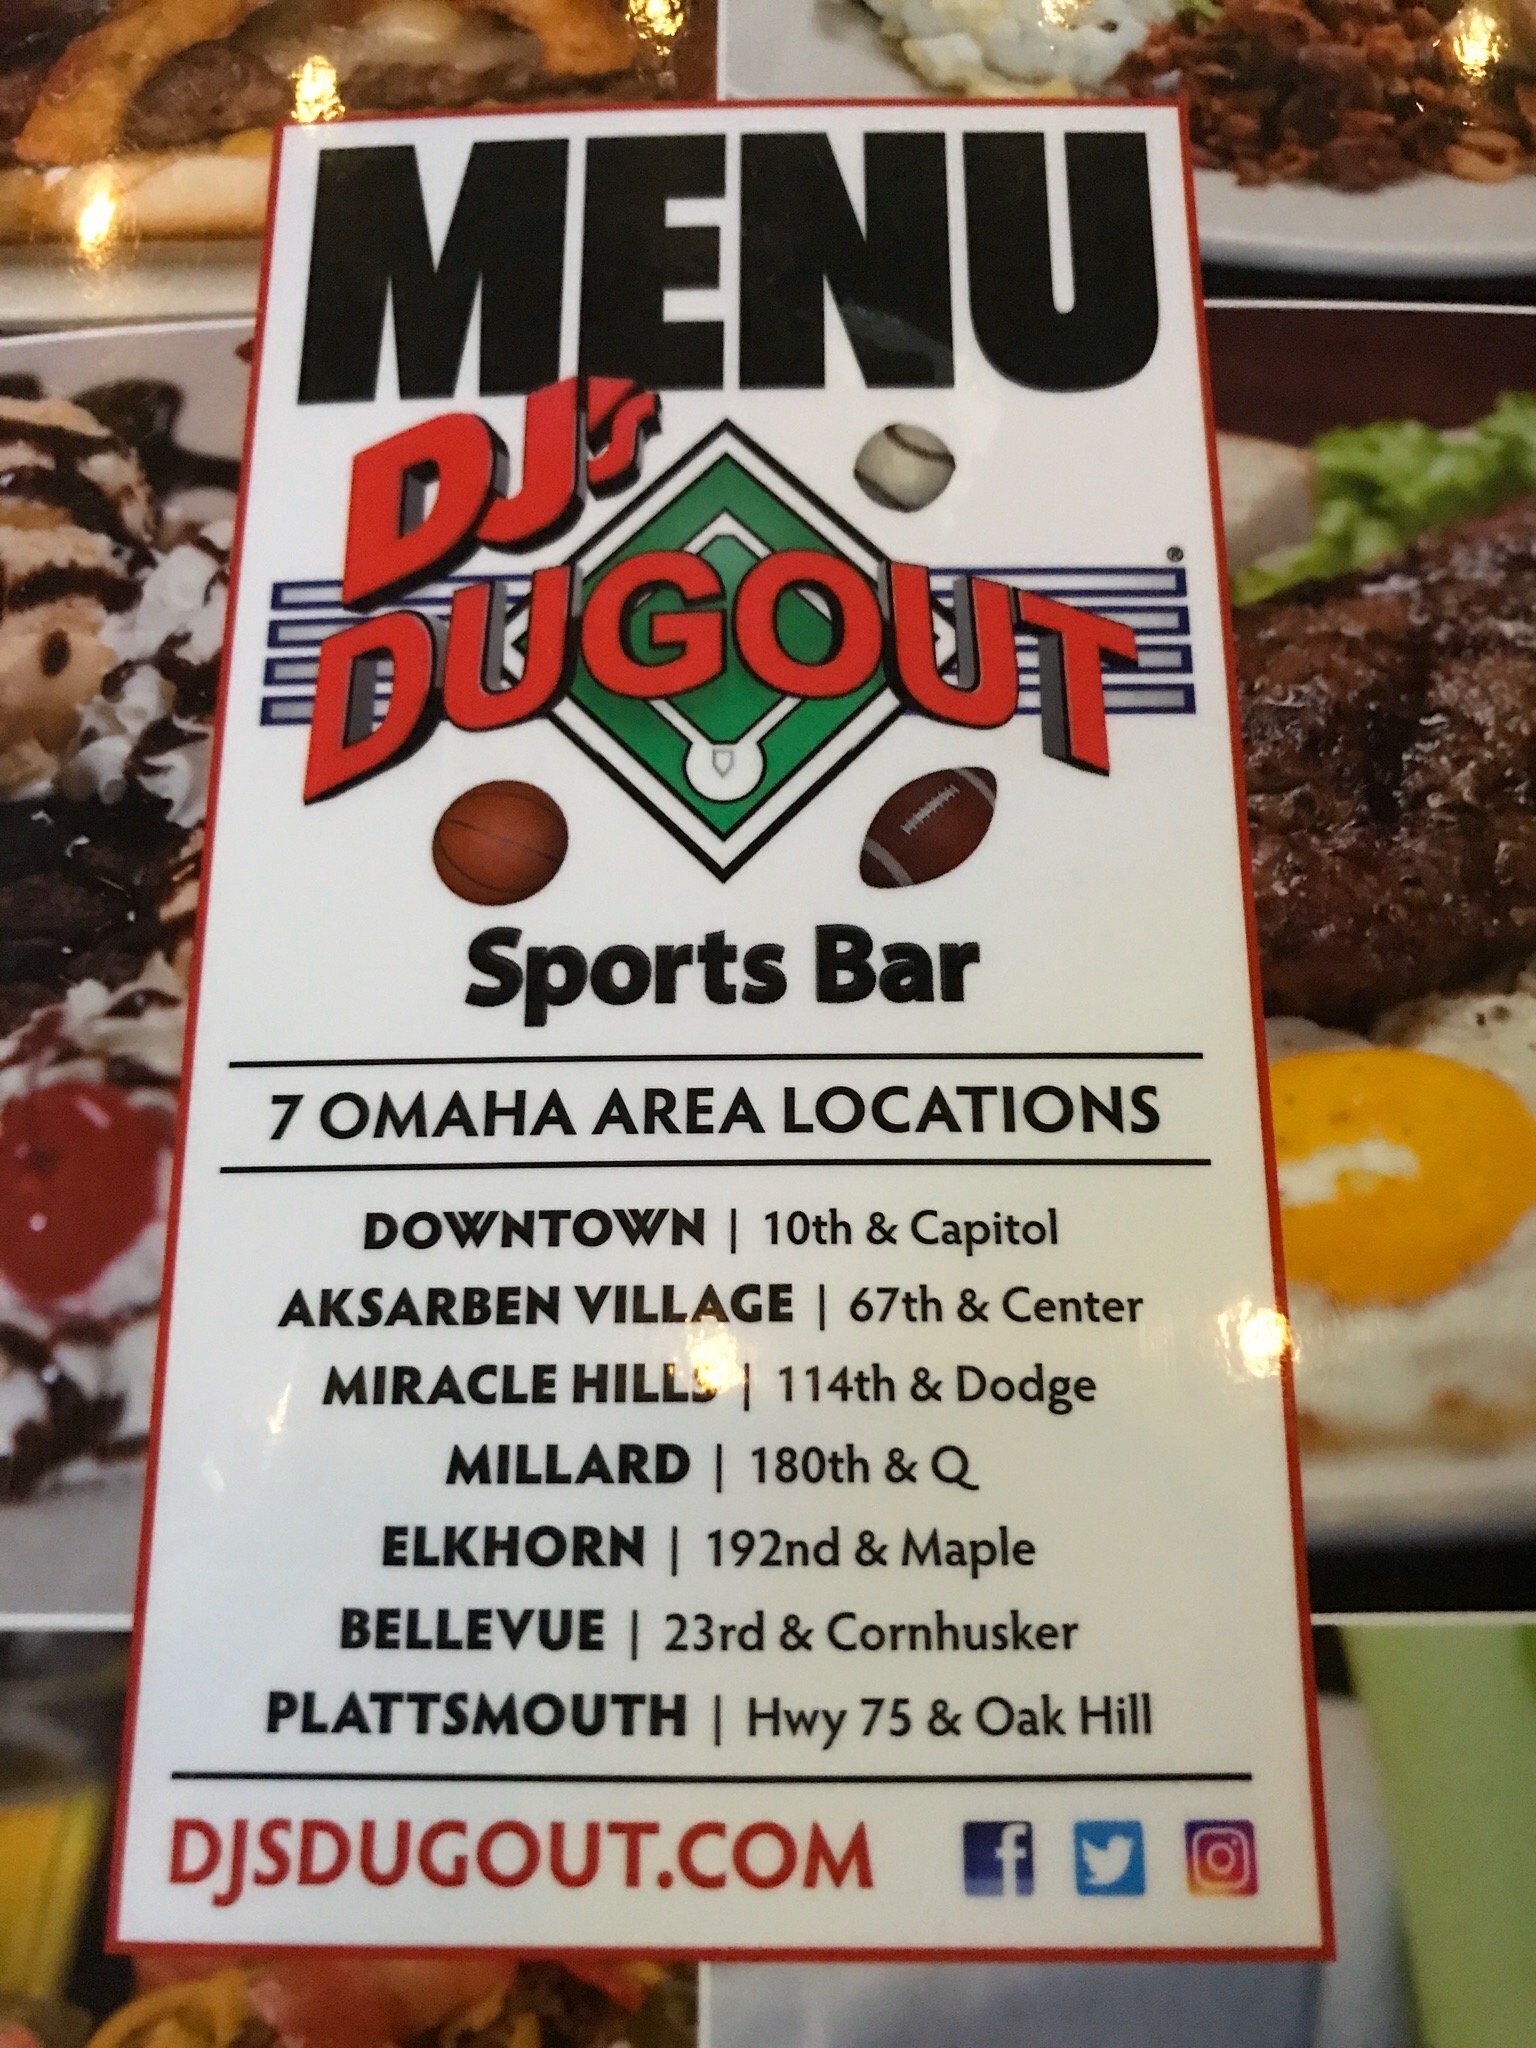 MENU
DJ's
DUGOUT®
Sports Bar
7 OMAHA AREA LOCATIONS
DOWNTOWN | 10th & Capitol
AKSARBEN VILLAGE | 67th & Center
MIRACLE HILLS | 114th & Dodge
MILLARD | 180th & Q
ELKHORN | 192nd & Maple
BELLEVUE | 23rd & Cornhusker
PLATTSMOUTH | Hwy 75 & Oak Hill
DJSDUGOUT.COM